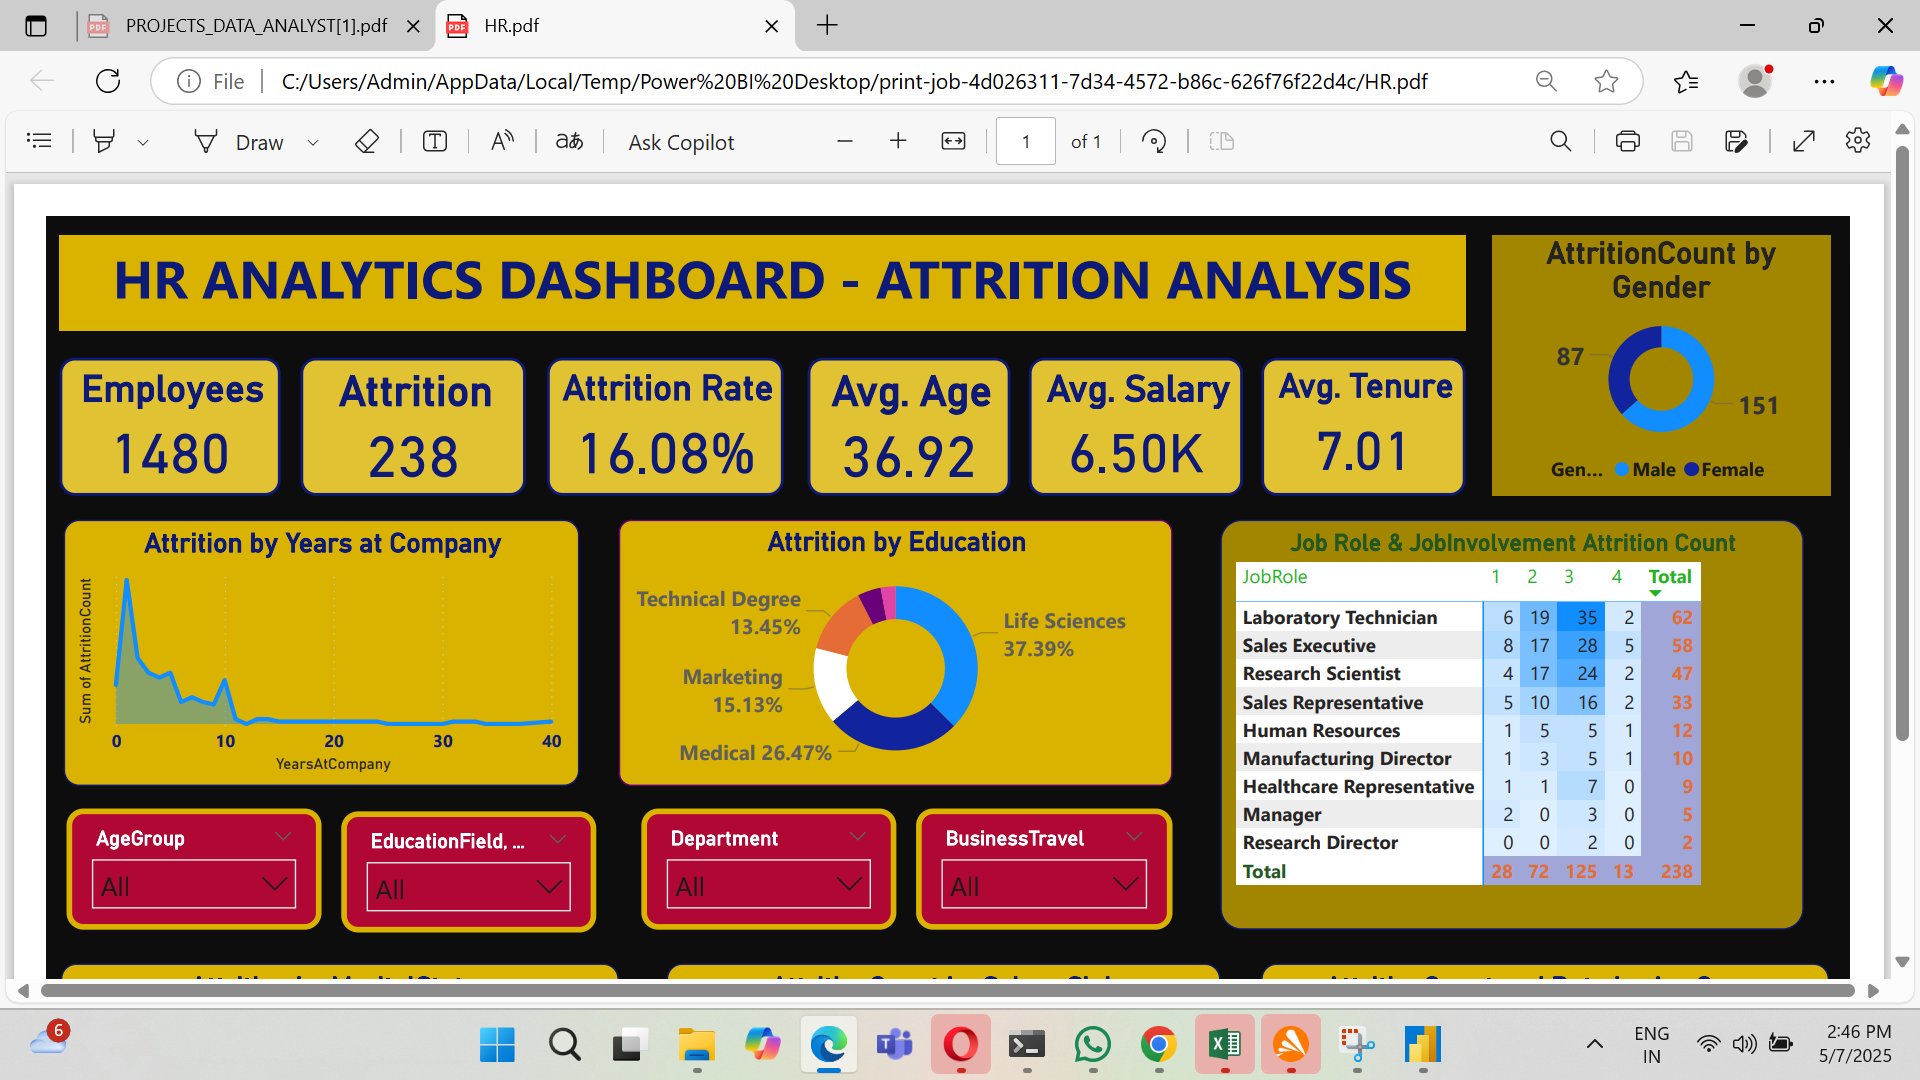 PROJECTS_DATA_ANALYST[1].pdf
HR.pdf
File
C:/Users/Admin/AppData/Local/Temp/Power%20BI%20Desktop/print-job-4d026311-7d34-4572-b86c-626f76f22d4c/HR.pdf
Draw
aあ
Ask Copilot
1
of 1
HR ANALYTICS DASHBOARD - ATTRITION ANALYSIS
AttritionCount by
Gender
87
151
Gen... Male Female
Employees
1480
Attrition
238
Attrition Rate
16.08%
Avg. Age
36.92
Avg. Salary
6.50K
Avg. Tenure
7.01
Attrition by Years at Company
Sum of AttritionCount
0 10 20 30 40
YearsAtCompany
Attrition by Education
Technical Degree
13.45%
Life Sciences
37.39%
Marketing
15.13%
Medical 26.47%
Job Role & JobInvolvement Attrition Count
JobRole 1 2 3 4 Total
Laboratory Technician 6 19 35 2 62
Sales Executive 8 17 28 5 58
Research Scientist 4 17 24 2 47
Sales Representative 5 10 16 2 33
Human Resources 1 5 5 1 12
Manufacturing Director 1 3 5 1 10
Healthcare Representative 1 1 7 0 9
Manager 2 0 3 0 5
Research Director 0 0 2 0 2
Total 28 72 125 13 238
AgeGroup
All
EducationField, ...
All
Department
All
BusinessTravel
All
6
ENG
IN
2:46 PM
5/7/2025